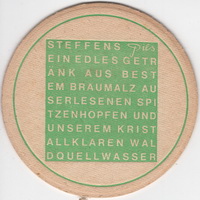 STEFFENS Pils
EIN EDLES GETR
ANK AUS BEST
EM BRAUMALZ AU
SERLESENEN SPI
TZENHOPFEN UND
UNSEREM KRIST
ALLKLAREN WAL
DQUELLWASSER